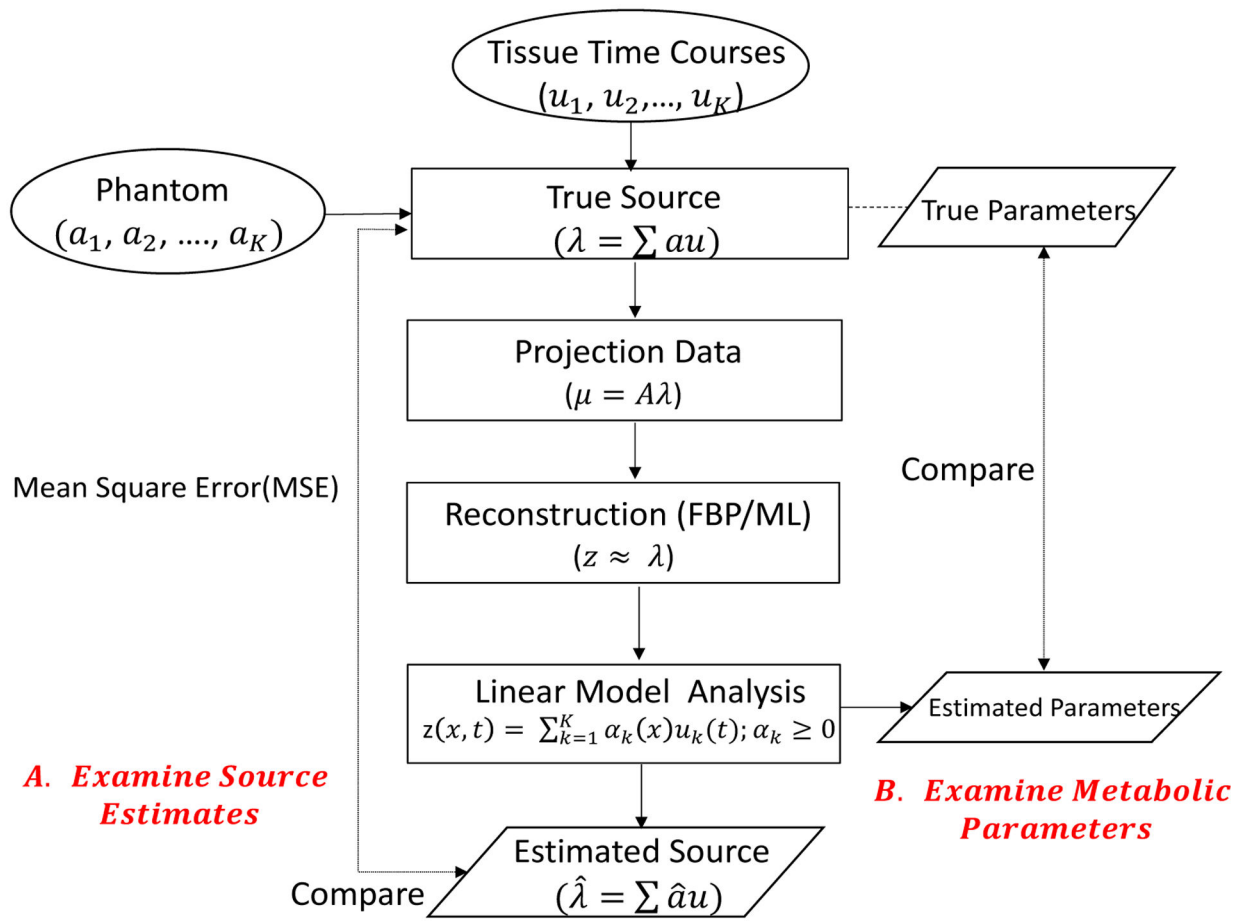 Tissue Time Courses
(u₁, u₂,..., u_K)
Phantom
(a₁, a₂, ...., a_K)
True Source
(λ = ∑ au)
True Parameters
Projection Data
(μ = Aλ)
Compare
Mean Square Error(MSE)
Reconstruction (FBP/ML)
(z ≈ λ)
Linear Model Analysis
z(x, t) = ∑ₖ₌₁ᴷ αₖ(x)uₖ(t); αₖ ≥ 0
Estimated Parameters
A. Examine Source
Estimates
B. Examine Metabolic
Parameters
Estimated Source
(λ̂ = ∑ âu)
Compare